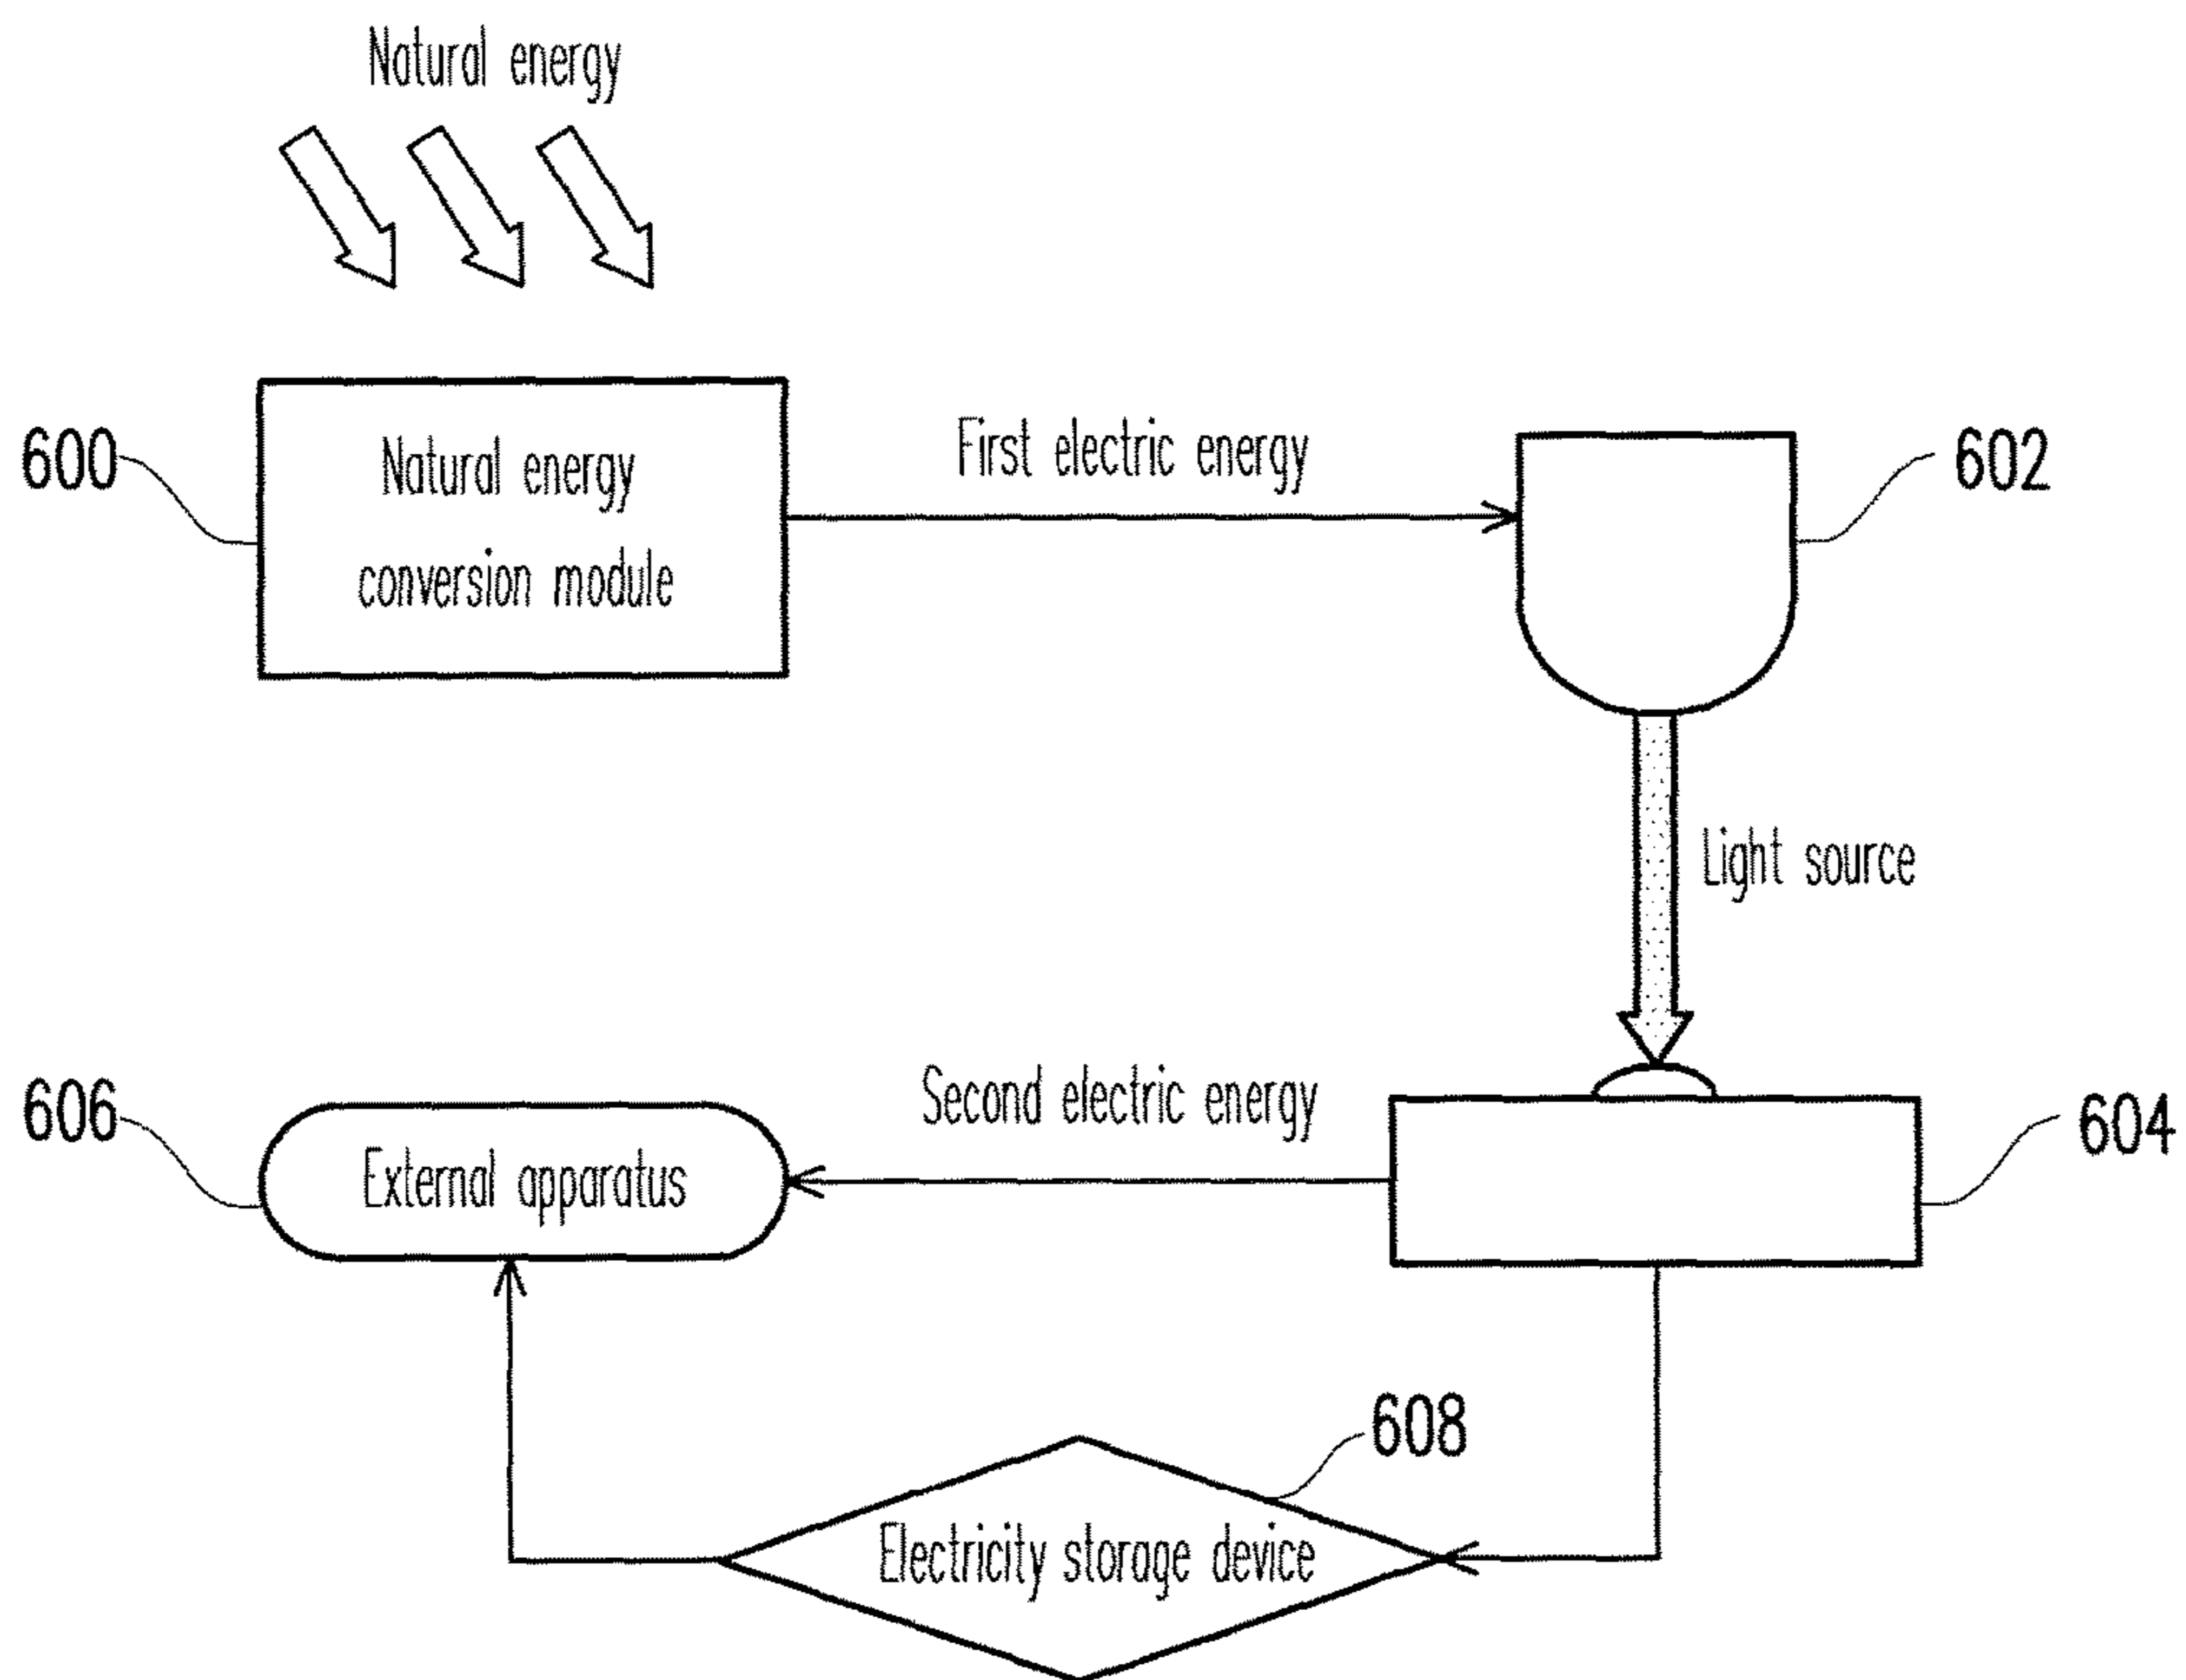 Natural energy
600
Natural energy
conversion module
First electric energy
602
Light source
606
External apparatus
Second electric energy
604
608
Electricity storage device